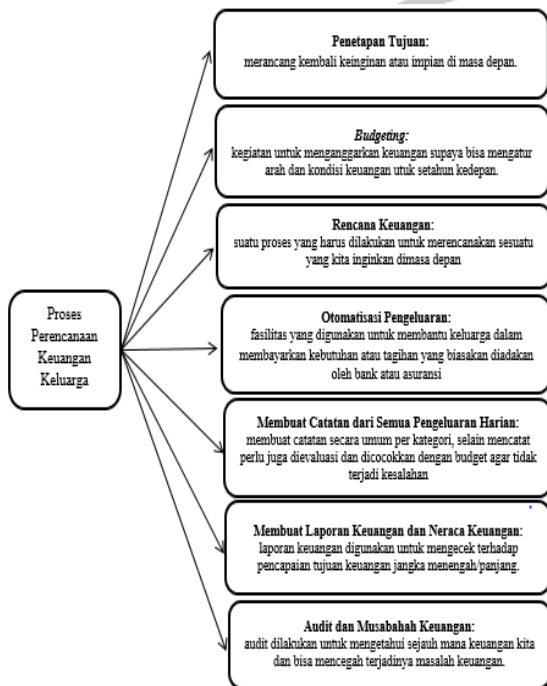 Proses
Perencanaan
Keuangan
Keluarga
Penetapan Tujuan:
merancang kembali keinginan atau impian di masa depan.
Budgeting:
kegiatan untuk menganggarkan keuangan supaya bisa mengatur
arah dan kondisi keuangan utuk setahun kedepan.
Rencana Keuangan:
suatu proses yang harus dilakukan untuk merencanakan sesuatu
yang kita inginkan dimasa depan
Otomatisasi Pengeluaran:
fasilitas yang digunakan untuk membantu keluarga dalam
membayarkan kebutuhan atau tagihan yang biasakan diadakan
oleh bank atau asuransi
Membuat Catatan dari Semua Pengeluaran Harian:
membuat catatan secara umum per kategori, selain mencatat
perlu juga dievaluasi dan dicocokkan dengan budget agar tidak
terjadi kesalahan
Membuat Laporan Keuangan dan Neraca Keuangan:
laporan keuangan digunakan untuk mengecek terhadap
pencapaian tujuan keuangan jangka menengah/panjang.
Audit dan Musabahah Keuangan:
audit dilakukan untuk mengetahui sejauh mana keuangan kita
dan bisa mencegah terjadinya masalah keuangan.